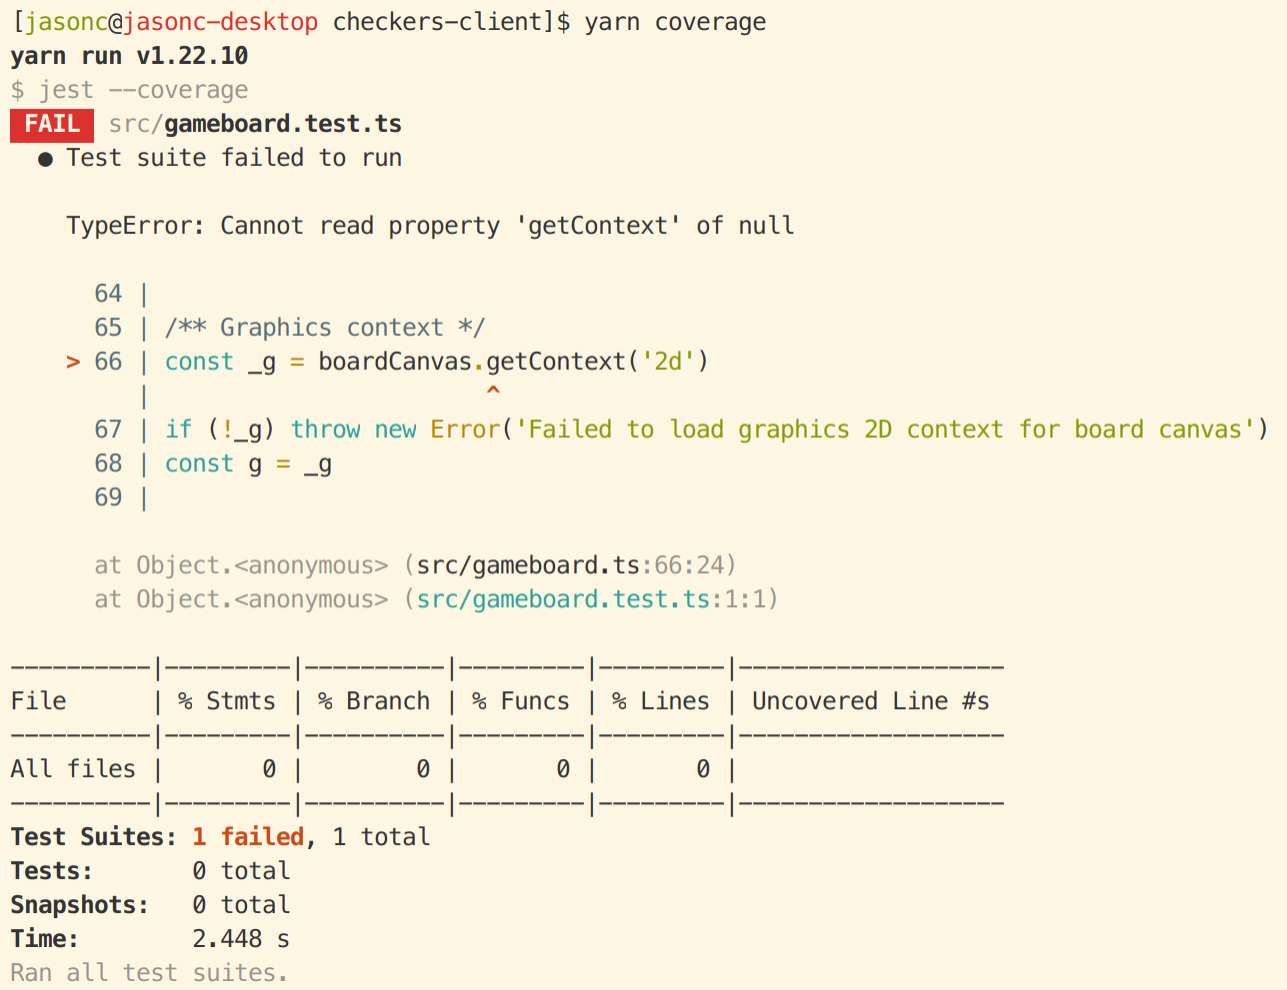 [jasonc@jasonc-desktop checkers-client]$ yarn coverage
yarn run v1.22.10
$ jest --coverage
FAIL src/gameboard.test.ts
● Test suite failed to run
TypeError: Cannot read property 'getContext' of null
64 |
65 | /** Graphics context */
> 66 | const _g = boardCanvas.getContext('2d')
| ^
67 | if (!_g) throw new Error('Failed to load graphics 2D context for board canvas')
68 | const g = _g
69 |
at Object.<anonymous> (src/gameboard.ts:66:24)
at Object.<anonymous> (src/gameboard.test.ts:1:1)
----------|---------|----------|---------|---------|-------------------
File | % Stmts | % Branch | % Funcs | % Lines | Uncovered Line #s
----------|---------|----------|---------|---------|-------------------
All files | 0 | 0 | 0 | 0 |
----------|---------|----------|---------|---------|-------------------
Test Suites: 1 failed, 1 total
Tests: 0 total
Snapshots: 0 total
Time: 2.448 s
Ran all test suites.